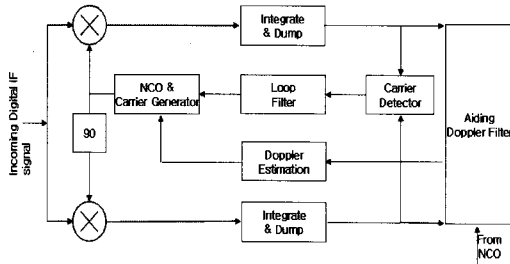 Integrate
& Dump
NCO &
Carrier Generator
Loop
Filter
Carrier
Detector
90
Aiding
Doppler Filter
Doppler
Estimation
Integrate
& Dump
Incoming Digital IF
signal
From
NCO